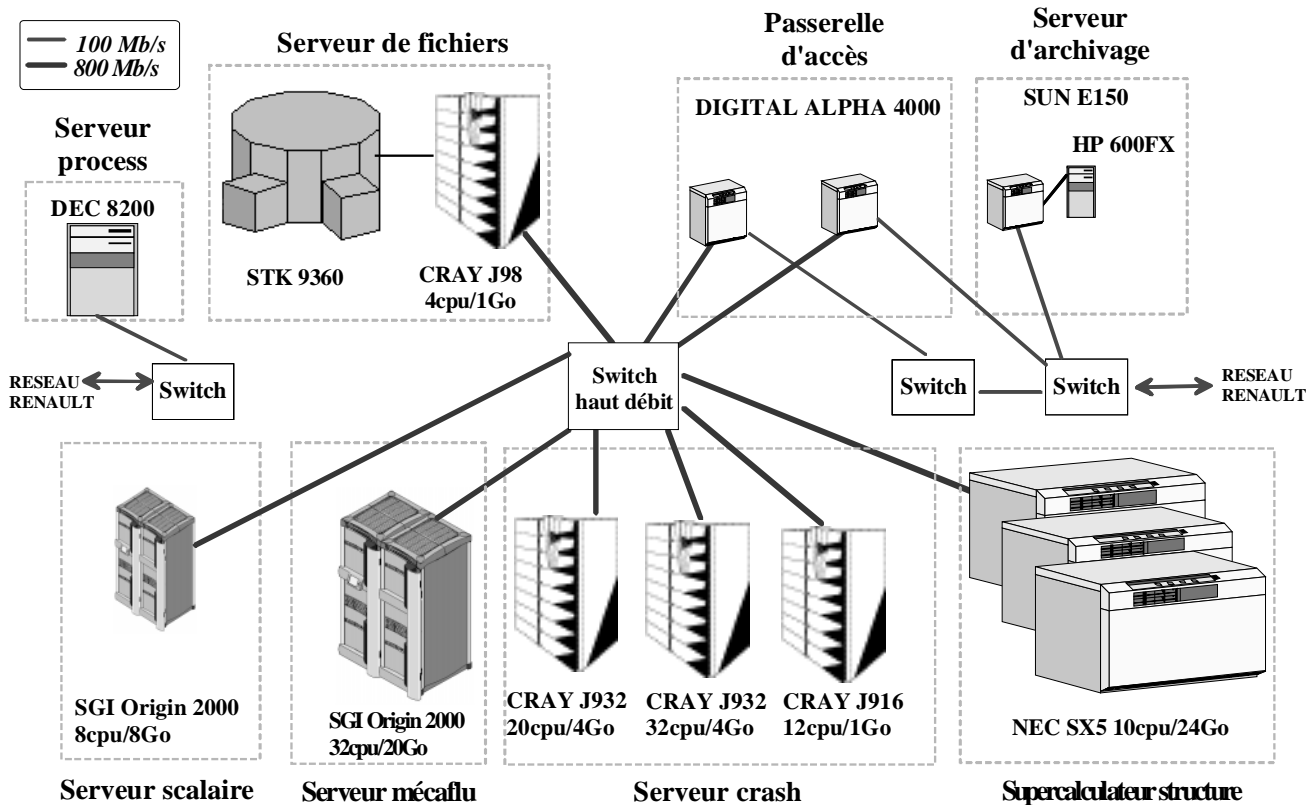 100 Mb/s
800 Mb/s
Serveur de fichiers
Passerelle
d'accès
Serveur
d'archivage
Serveur
process
DEC 8200
STK 9360
CRAY J98
4cpu/1Go
DIGITAL ALPHA 4000
SUN E150
HP 600FX
RESEAU
RENAULT
Switch
Switch
haut débit
Switch
Switch
RESEAU
RENAULT
SGI Origin 2000
8cpu/8Go
SGI Origin 2000
32cpu/20Go
CRAY J932
20cpu/4Go
CRAY J932
32cpu/4Go
CRAY J916
12cpu/1Go
NEC SX5 10cpu/24Go
Serveur scalaire
Serveur mécaflu
Serveur crash
Supercalculateur structure